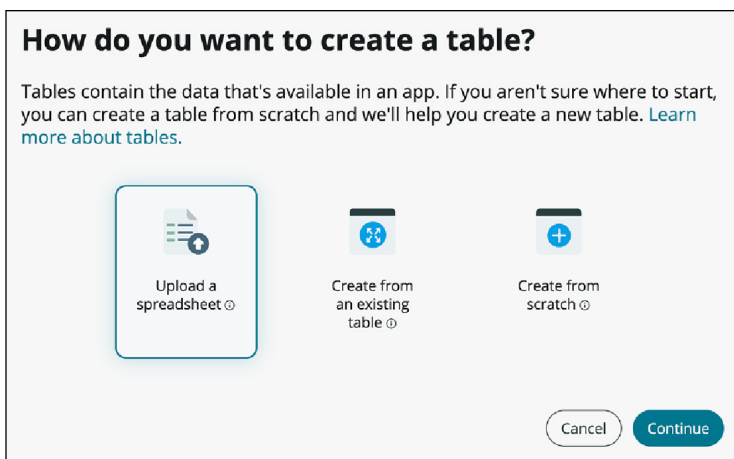 How do you want to create a table?
Tables contain the data that's available in an app. If you aren't sure where to start,
you can create a table from scratch and we'll help you create a new table. Learn
more about tables.
Upload a
spreadsheet
Create from
an existing
table
Create from
scratch
Cancel
Continue